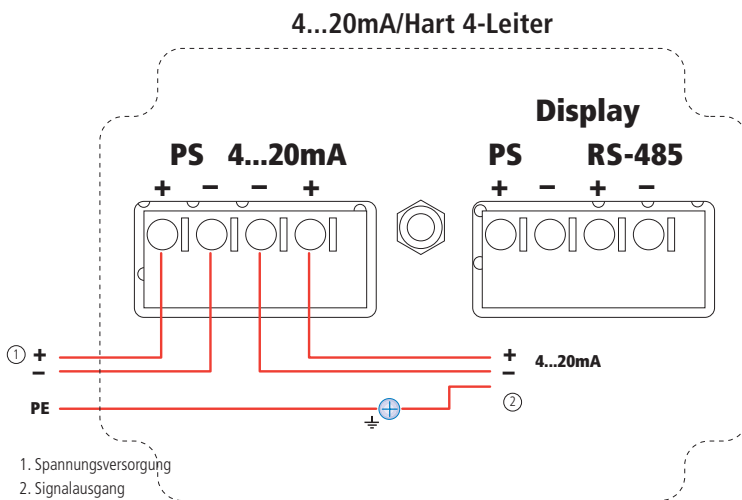 4...20mA/Hart 4-Leiter
Display
PS 4...20mA
PS RS-485
+ − − +
+ − + −
1 +
−
+ 4...20mA
−
2
PE
1. Spannungsversorgung
2. Signalausgang